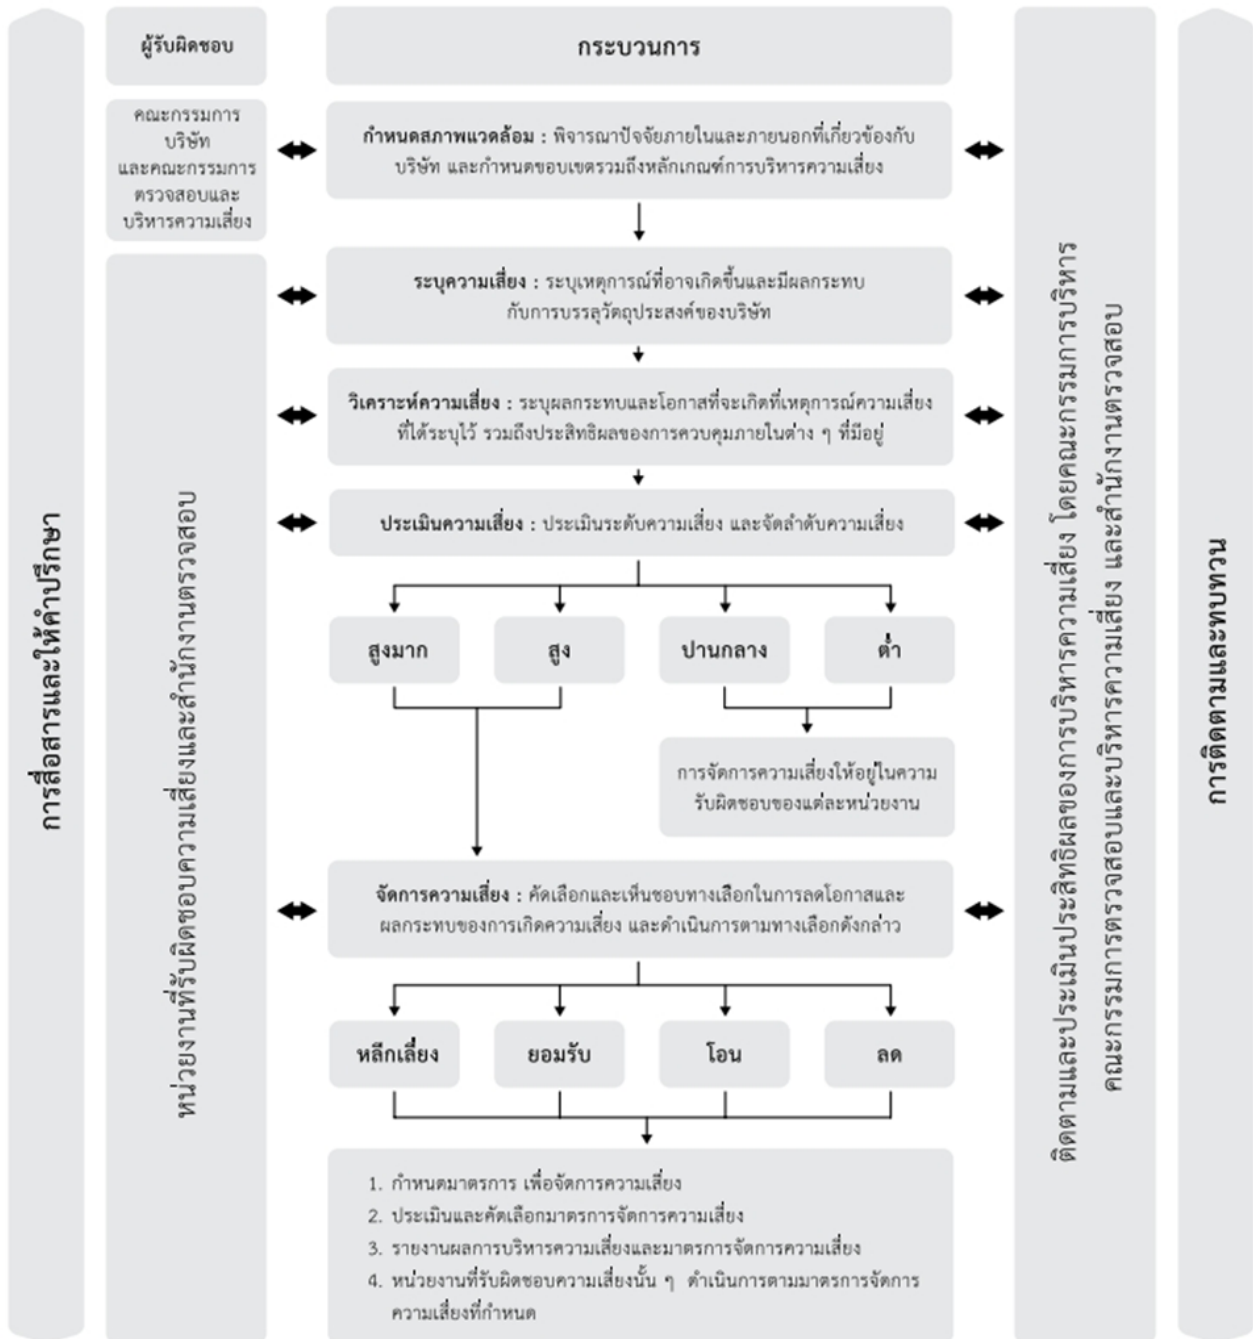 การสื่อสารและให้คำปรึกษา
ผู้รับผิดชอบ
กระบวนการ
คณะกรรมการ
บริษัท
และคณะกรรมการ
ตรวจสอบและ
บริหารความเสี่ยง
กำหนดสภาพแวดล้อม : พิจารณาปัจจัยภายในและภายนอกที่เกี่ยวข้องกับ
บริษัท และกำหนดขอบเขตรวมถึงหลักเกณฑ์การบริหารความเสี่ยง
หน่วยงานที่รับผิดชอบความเสี่ยงและสำนักงานตรวจสอบ
ระบุความเสี่ยง : ระบุเหตุการณ์ที่อาจเกิดขึ้นและมีผลกระทบ
กับการบรรลุวัตถุประสงค์ของบริษัท
วิเคราะห์ความเสี่ยง : ระบุผลกระทบและโอกาสที่จะเกิดที่เหตุการณ์ความเสี่ยง
ที่ได้ระบุไว้ รวมถึงประสิทธิผลของการควบคุมภายในต่าง ๆ ที่มีอยู่
ประเมินความเสี่ยง : ประเมินระดับความเสี่ยง และจัดลำดับความเสี่ยง
สูงมาก
สูง
ปานกลาง
ต่ำ
การจัดการความเสี่ยงให้อยู่ในความ
รับผิดชอบของแต่ละหน่วยงาน
จัดการความเสี่ยง : คัดเลือกและเห็นชอบทางเลือกในการลดโอกาสและ
ผลกระทบของการเกิดความเสี่ยง และดำเนินการตามทางเลือกดังกล่าว
หลีกเลี่ยง
ยอมรับ
โอน
ลด
1. กำหนดมาตรการ เพื่อจัดการความเสี่ยง
2. ประเมินและคัดเลือกมาตรการจัดการความเสี่ยง
3. รายงานผลการบริหารความเสี่ยงและมาตรการจัดการความเสี่ยง
4. หน่วยงานที่รับผิดชอบความเสี่ยงนั้น ๆ ดำเนินการตามมาตรการจัดการ
ความเสี่ยงที่กำหนด
ติดตามและประเมินประสิทธิผลของการบริหารความเสี่ยง โดยคณะกรรมการบริหาร
คณะกรรมการตรวจสอบและบริหารความเสี่ยง และสำนักงานตรวจสอบ
การติดตามและทบทวน